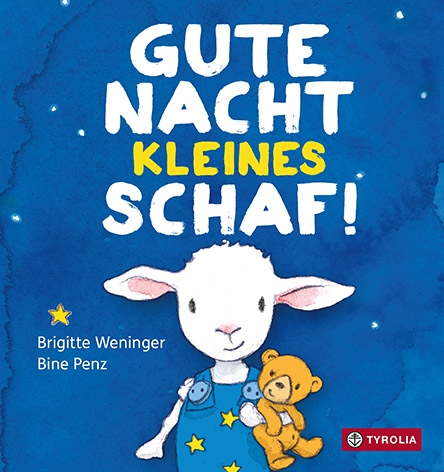 GUTE
NACHT
KLEINES
SCHAF!
Brigitte Weninger
Bine Penz
TYROLIA